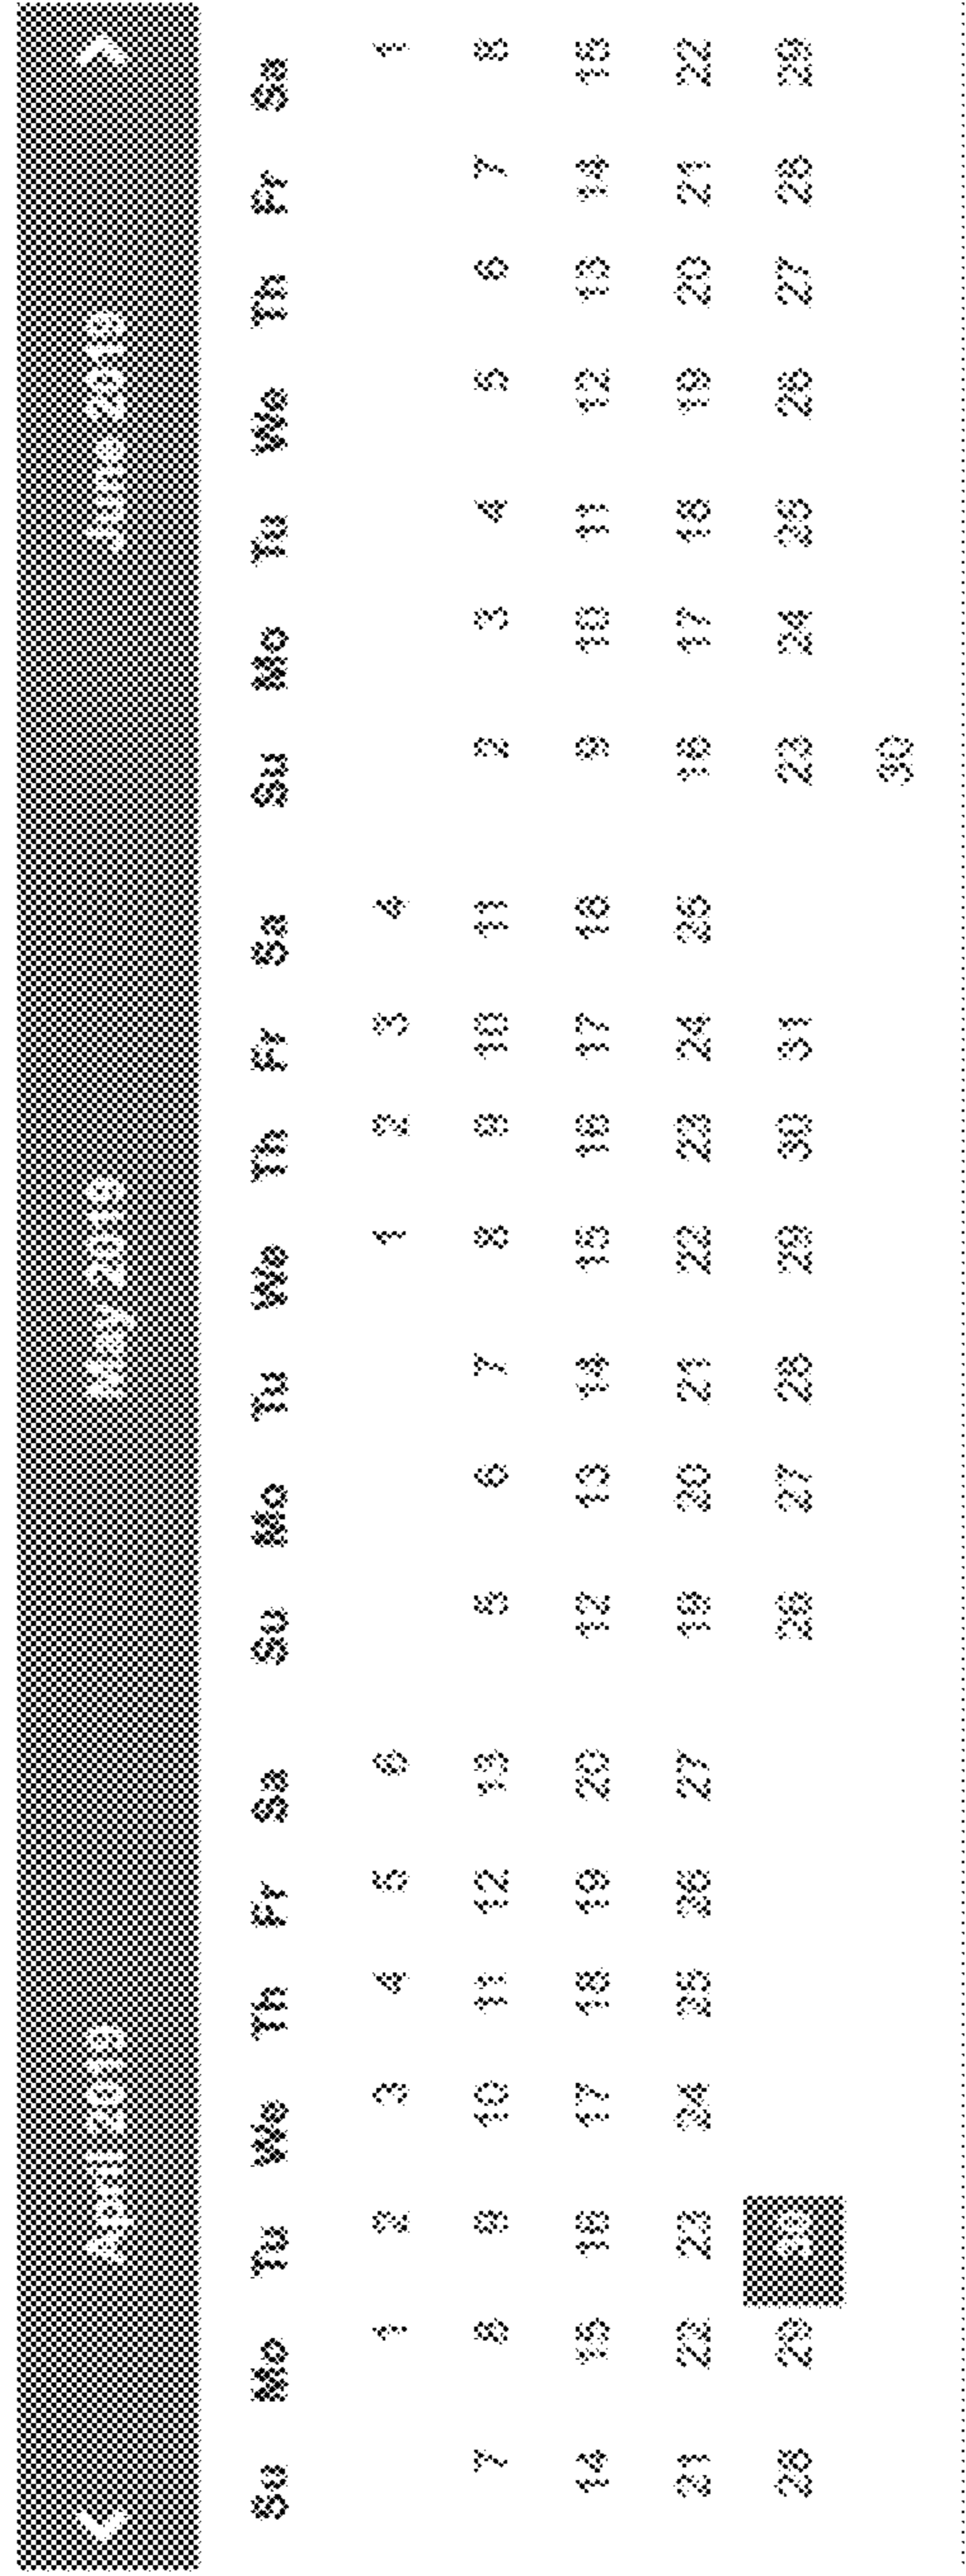 April 2019 May 2019 June 2019
Su Mo Tu We Th Fr Sa Su Mo Tu We Th Fr Sa Su Mo Tu We Th Fr Sa
1 2 3 4 5 6 1 2 3 4 1
7 8 9 10 11 12 13 5 6 7 8 9 10 11 2 3 4 5 6 7 8
14 15 16 17 18 19 20 12 13 14 15 16 17 18 9 10 11 12 13 14 15
21 22 23 24 25 26 27 19 20 21 22 23 24 25 16 17 18 19 20 21 22
28 29 30 26 27 28 29 30 31 23 24 25 26 27 28 29
30